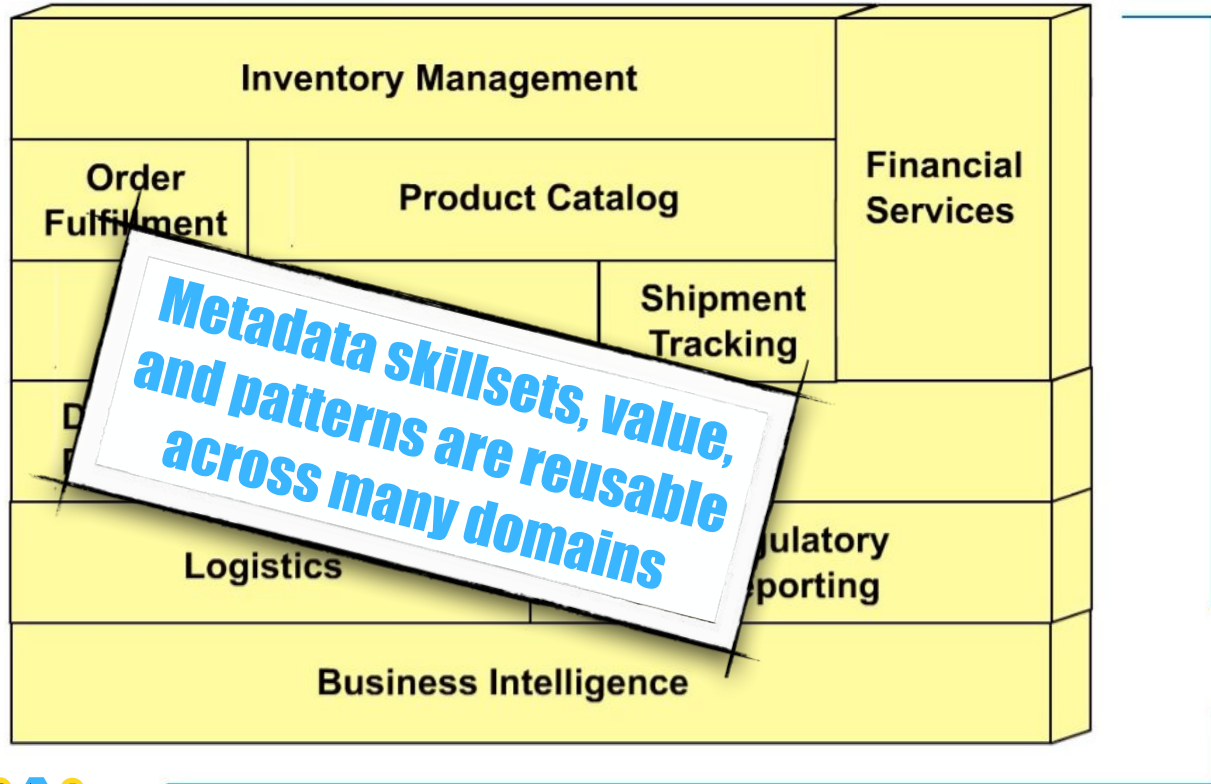 Inventory Management
Order
Fulfillment
Product Catalog
Financial
Services
Shipment
Tracking
Metadata skillsets, value,
and patterns are reusable
across many domains
Logistics
Business Intelligence